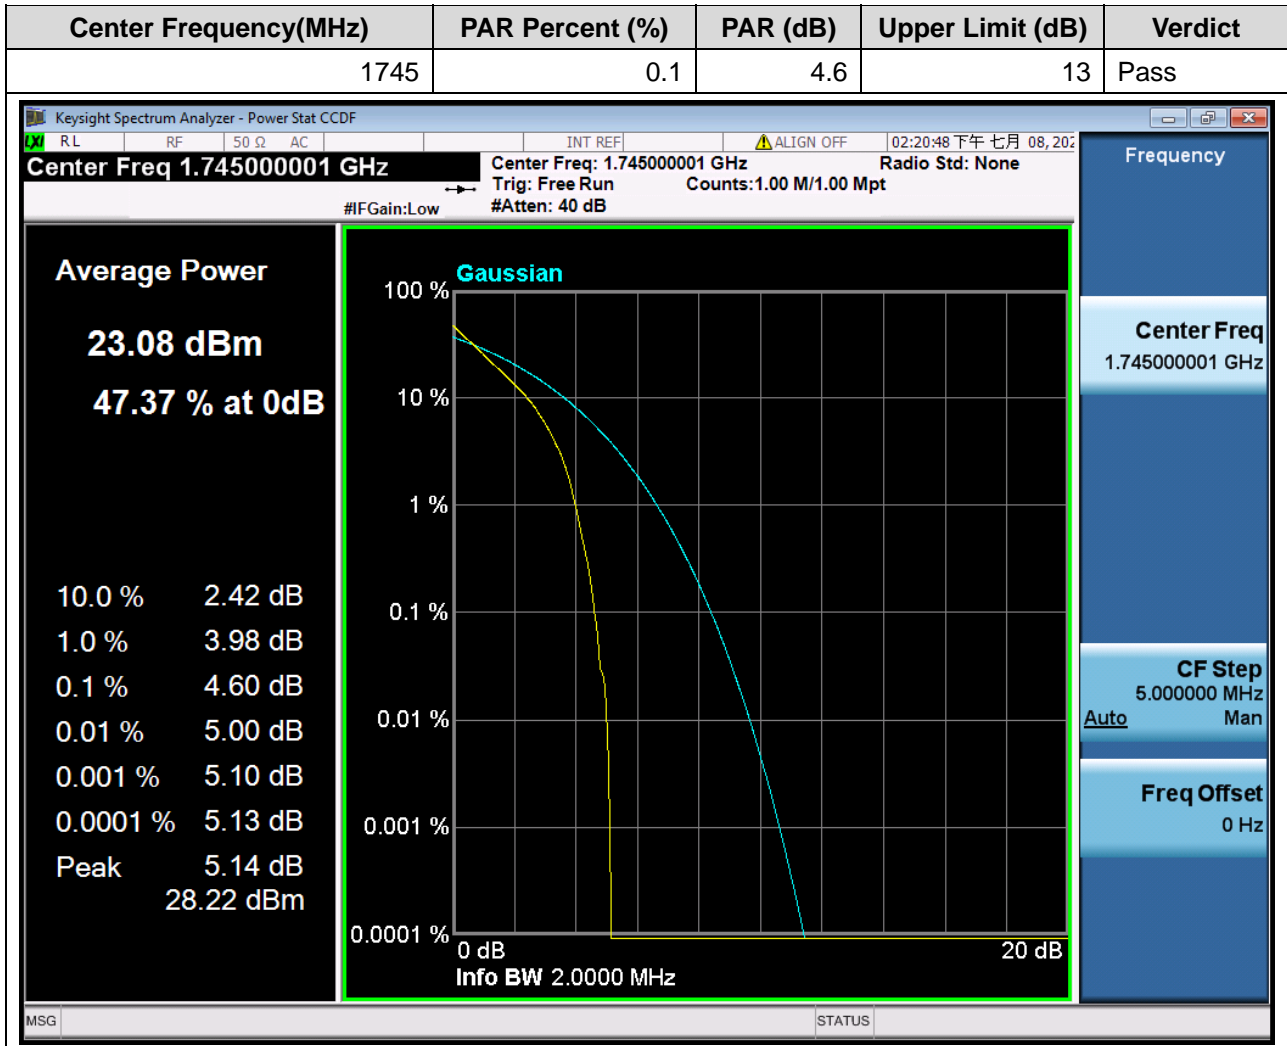 Center Frequency(MHz) PAR Percent (%) PAR (dB) Upper Limit (dB) Verdict
1745 0.1 4.6 13 Pass
Keysight Spectrum Analyzer - Power Stat CCDF
LXI RL RF 50 Ω AC INT REF ALIGN OFF 02:20:48 下午 七月 08, 202
Center Freq 1.745000001 GHz
Center Freq: 1.745000001 GHz Radio Std: None
Trig: Free Run Counts:1.00 M/1.00 Mpt
#IFGain:Low #Atten: 40 dB
Frequency
Average Power
23.08 dBm
47.37 % at 0dB
10.0 % 2.42 dB
1.0 % 3.98 dB
0.1 % 4.60 dB
0.01 % 5.00 dB
0.001 % 5.10 dB
0.0001 % 5.13 dB
Peak 5.14 dB
28.22 dBm
Gaussian
100 %
10 %
1 %
0.1 %
0.01 %
0.001 %
0.0001 %
0 dB 20 dB
Info BW 2.0000 MHz
Center Freq
1.745000001 GHz
CF Step
5.000000 MHz
Auto Man
Freq Offset
0 Hz
MSG STATUS